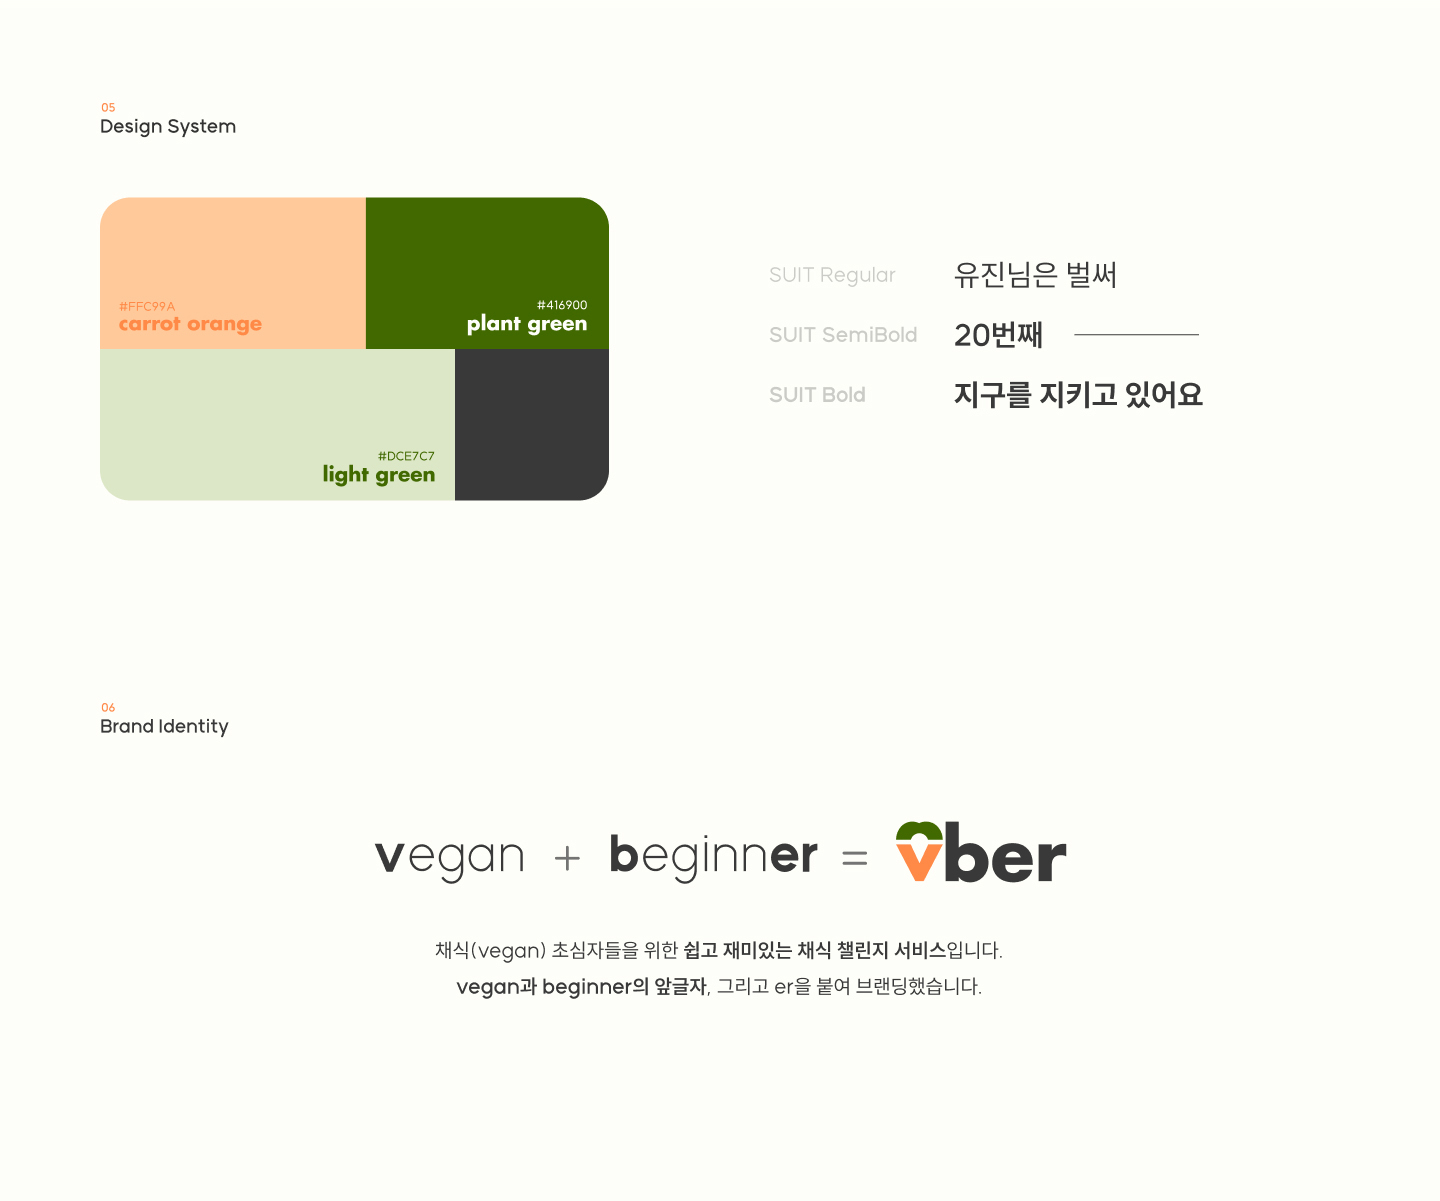 05
Design System
#FFC99A
carrot orange
#416900
plant green
#DCE7C7
light green
SUIT Regular 유진님은 벌써
SUIT SemiBold 20번째
SUIT Bold 지구를 지키고 있어요
06
Brand Identity
vegan + beginner = vber
채식(vegan) 초심자들을 위한 쉽고 재미있는 채식 챌린지 서비스입니다.
vegan과 beginner의 앞글자, 그리고 er을 붙여 브랜딩했습니다.